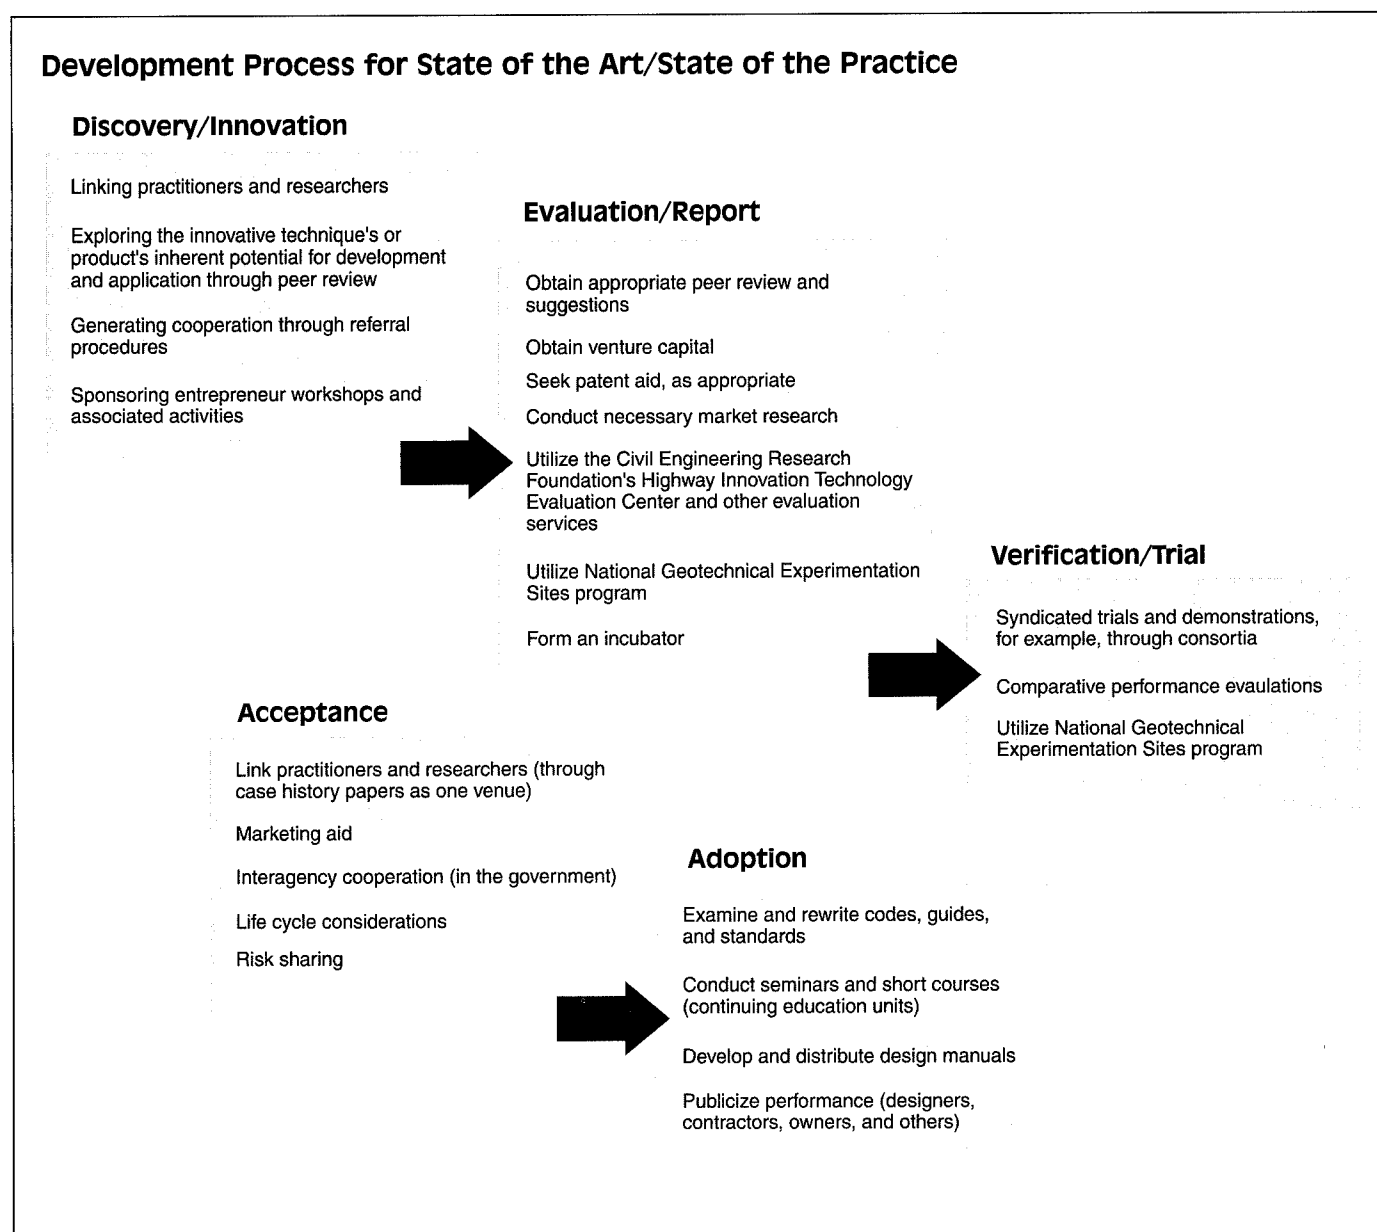 Development Process for State of the Art/State of the Practice
Discovery/Innovation
Linking practitioners and researchers
Exploring the innovative technique's or
product's inherent potential for development
and application through peer review
Generating cooperation through referral
procedures
Sponsoring entrepreneur workshops and
associated activities
Evaluation/Report
Obtain appropriate peer review and
suggestions
Obtain venture capital
Seek patent aid, as appropriate
Conduct necessary market research
Utilize the Civil Engineering Research
Foundation's Highway Innovation Technology
Evaluation Center and other evaluation
services
Utilize National Geotechnical Experimentation
Sites program
Form an incubator
Verification/Trial
Syndicated trials and demonstrations,
for example, through consortia
Comparative performance evaulations
Utilize National Geotechnical
Experimentation Sites program
Acceptance
Link practitioners and researchers (through
case history papers as one venue)
Marketing aid
Interagency cooperation (in the government)
Life cycle considerations
Risk sharing
Adoption
Examine and rewrite codes, guides,
and standards
Conduct seminars and short courses
(continuing education units)
Develop and distribute design manuals
Publicize performance (designers,
contractors, owners, and others)